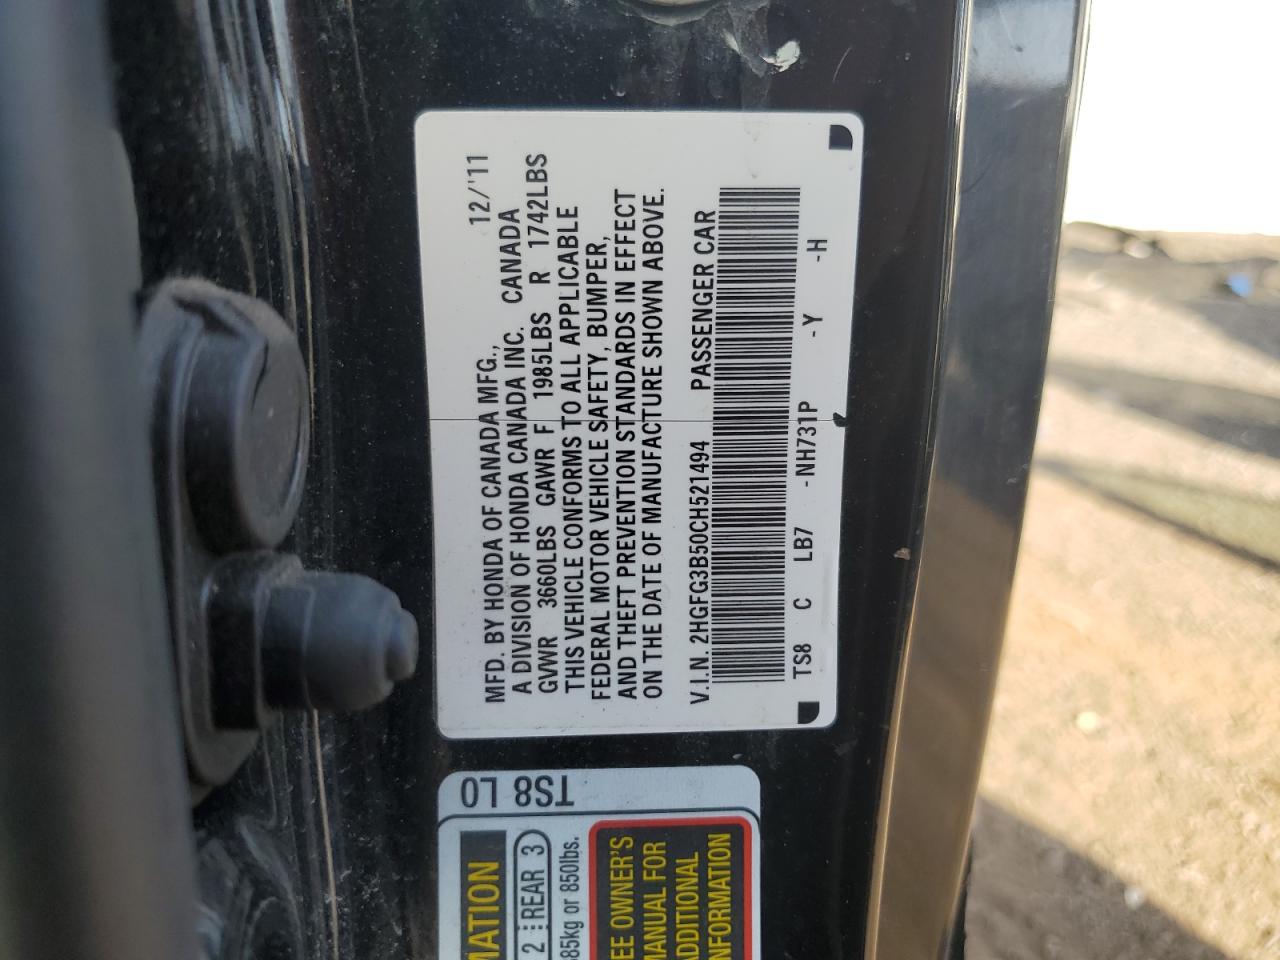 MFD. BY HONDA OF CANADA MFG., 12/'11
A DIVISION OF HONDA CANADA INC. CANADA
GVWR 3660LBS GAWR F 1985LBS R 1742LBS
THIS VEHICLE CONFORMS TO ALL APPLICABLE
FEDERAL MOTOR VEHICLE SAFETY, BUMPER,
AND THEFT PREVENTION STANDARDS IN EFFECT
ON THE DATE OF MANUFACTURE SHOWN ABOVE.
V.I.N. 2HGFG3B50CH521494 PASSENGER CAR
TS8 C LB7 -NH731P -Y -H
TS8 L0
MATION
2 REAR 3
85kg or 850lbs.
EE OWNER'S
MANUAL FOR
ADDITIONAL
NFORMATION